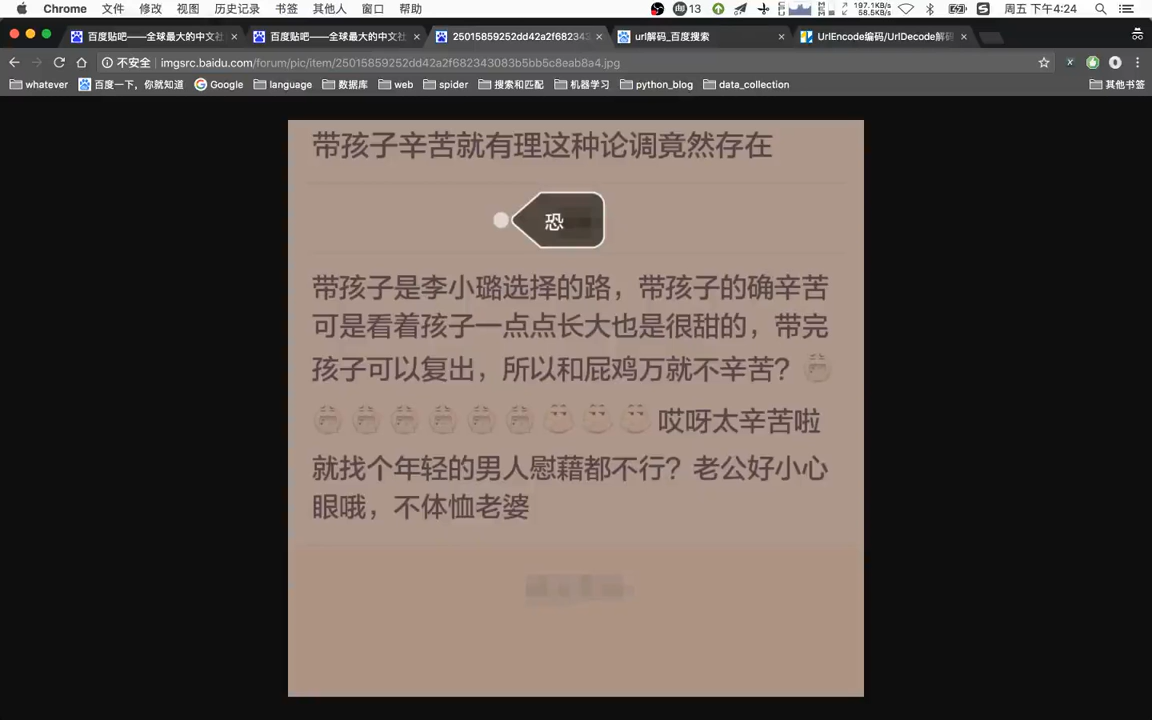 Chrome 文件 修改 视图 历史记录 书签 其他人 窗口 帮助 13 197.1KB/s 58.5KB/s 周五 下午4:24
百度贴吧——全球最大的中文社 百度贴吧——全球最大的中文社 25015859252dd42a2f682343 url解码_百度搜索 UrlEncode编码/UrlDecode解码
不安全 imgsrc.baidu.com/forum/pic/item/25015859252dd42a2f682343083b5bb5c8eab8a4.jpg
whatever 百度一下，你就知道 Google language 数据库 web spider 搜索和匹配 机器学习 python_blog data_collection 其他书签
带孩子辛苦就有理这种论调竟然存在
恐
带孩子是李小璐选择的路，带孩子的确辛苦
可是看着孩子一点点长大也是很甜的，带完
孩子可以复出，所以和屁鸡万就不辛苦？
哎呀太辛苦啦
就找个年轻的男人慰藉都不行？老公好小心
眼哦，不体恤老婆